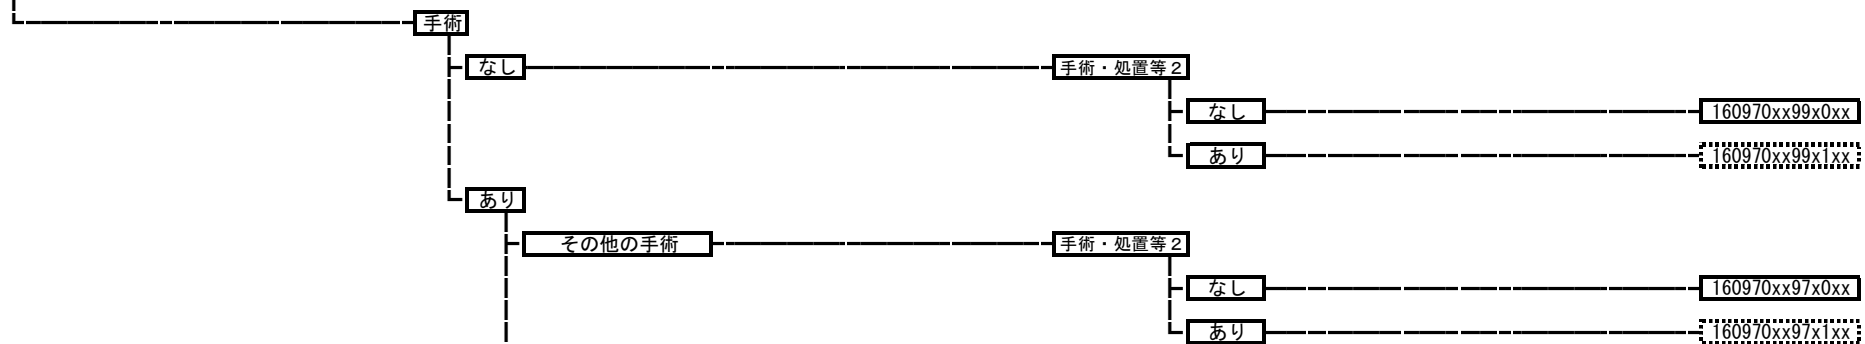 手術
なし 手術・処置等２
なし 160970xx99x0xx
あり 160970xx99x1xx
あり
その他の手術 手術・処置等２
なし 160970xx97x0xx
あり 160970xx97x1xx